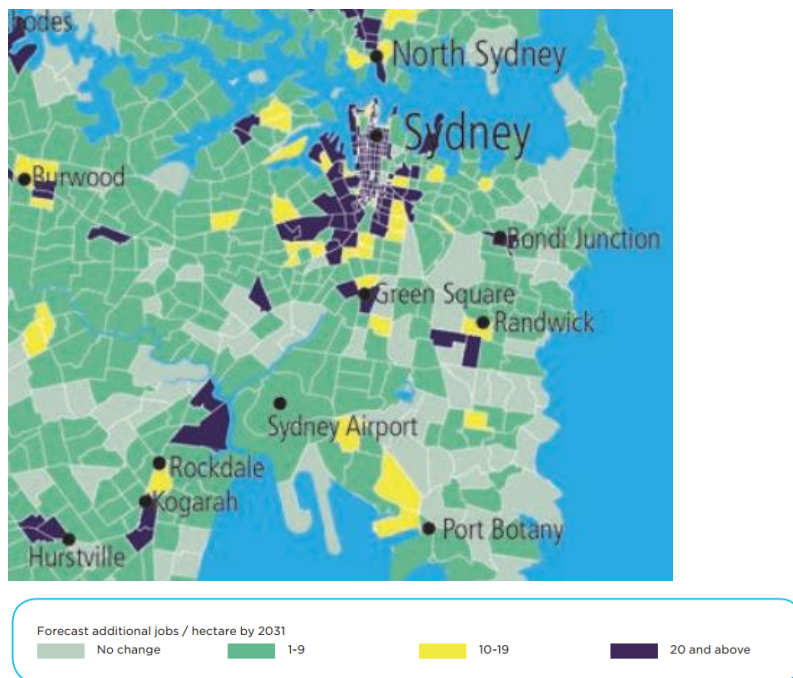 hodes
North Sydney
Sydney
Burwood
Bondi Junction
Green Square
Randwick
Sydney Airport
Rockdale
Kogarah
Port Botany
Hurstville
Forecast additional jobs / hectare by 2031
No change
1-9
10-19
20 and above